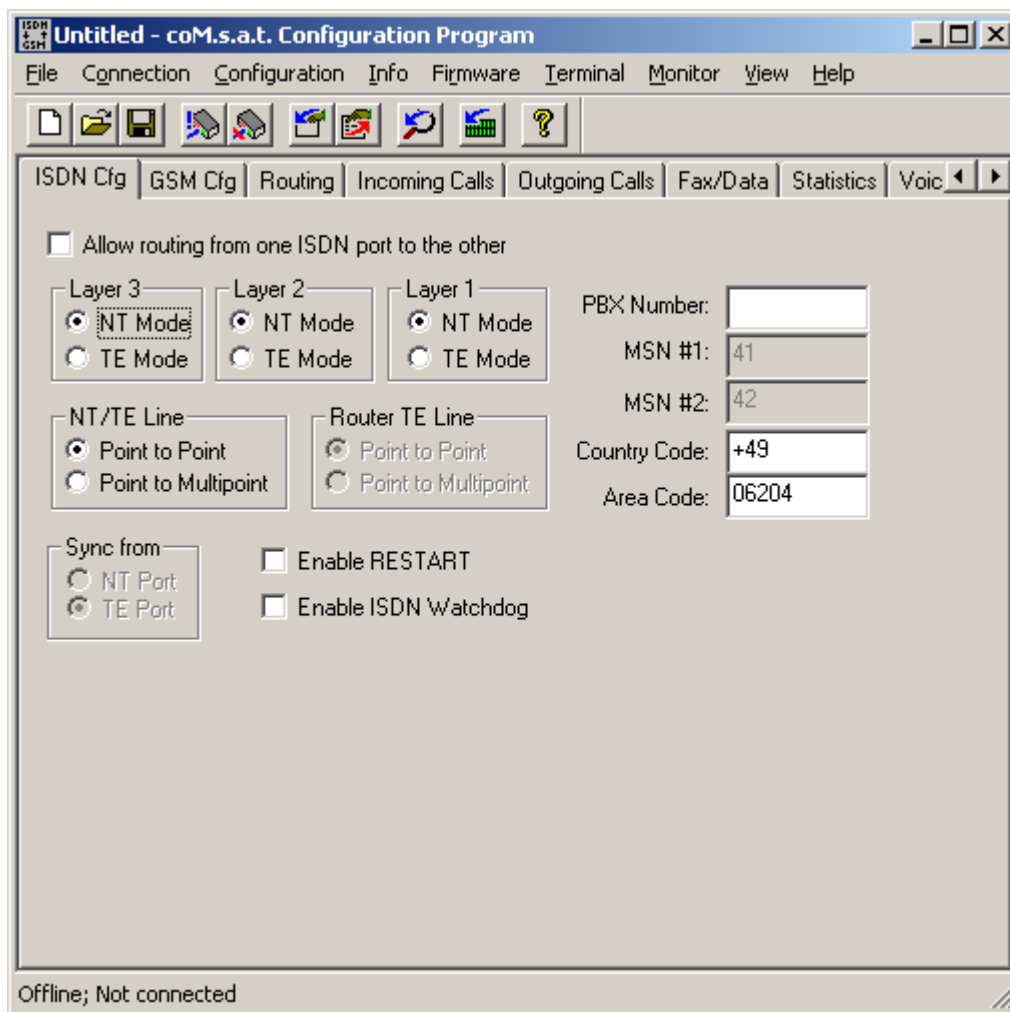 ISDN GSM
Untitled - coM.s.a.t. Configuration Program
File Connection Configuration Info Firmware Terminal Monitor View Help
ISDN Cfg GSM Cfg Routing Incoming Calls Outgoing Calls Fax/Data Statistics Voic
Allow routing from one ISDN port to the other
Layer 3
NT Mode
TE Mode
Layer 2
NT Mode
TE Mode
Layer 1
NT Mode
TE Mode
PBX Number:
MSN #1: 41
MSN #2: 42
Country Code: +49
Area Code: 06204
NT/TE Line
Point to Point
Point to Multipoint
Router TE Line
Point to Point
Point to Multipoint
Sync from
NT Port
TE Port
Enable RESTART
Enable ISDN Watchdog
Offline; Not connected